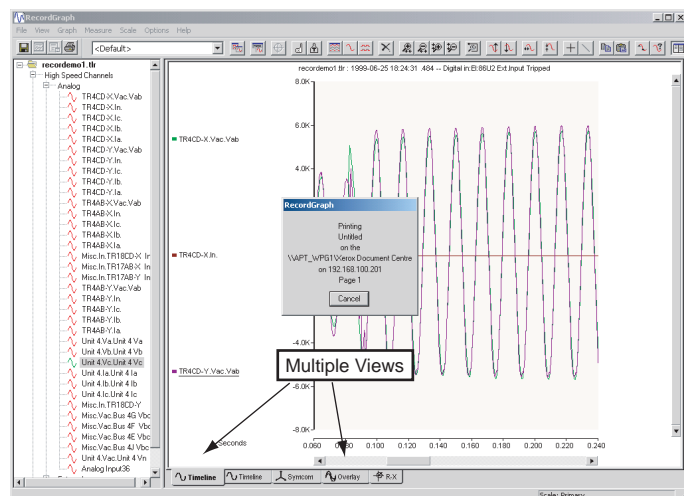 RecordGraph
File View Graph Measure Scale Options Help
<Default>
recordemo1.tlr
High Speed Channels
Analog
TR4CD-X.Vac.Vab
TR4CD-X.In.
TR4CD-X.Ic.
TR4CD-X.Ib.
TR4CD-X.Ia.
TR4CD-Y.Vac.Vab
TR4CD-Y.In.
TR4CD-Y.Ic.
TR4CD-Y.Ib.
TR4CD-Y.Ia.
TR4AB-X.Vac.Vab
TR4AB-X.In.
TR4AB-X.Ic.
TR4AB-X.Ib.
TR4AB-X.Ia.
Misc.In.TR18CD-X In
Misc.In.TR17AB-X In
Misc.In.TR17AB-Y In
TR4AB-Y.Vac.Vab
TR4AB-Y.In.
TR4AB-Y.Ic.
TR4AB-Y.Ib.
TR4AB-Y.Ia.
Unit 4.Va.Unit 4 Va
Unit 4.Vb.Unit 4 Vb
Unit 4.Vc.Unit 4 Vc
Unit 4.Ia.Unit 4 Ia
Unit 4.Ib.Unit 4 Ib
Unit 4.Ic.Unit 4 Ic
Misc.In.TR18CD-Y
Misc.Vac.Bus 4G Vbc
Misc.Vac.Bus 4F Vbc
Misc.Vac.Bus 4E Vbc
Misc.Vac.Bus 4J Vbc
Unit 4.Vac.Unit 4 Vn
Analog Input36
recordemo1.tlr : 1999-06-25 18:24:31 .484 -- Digital in:El:86U2 Ext.Input Tripped
8.0K
6.0K
TR4CD-X.Vac.Vab
4.0K
TR4CD-X.In.
-4.0K
TR4CD-Y.Vac.Vab
-6.0K
-8.0K
Seconds
0.060 0.080 0.100 0.120 0.140 0.160 0.180 0.200 0.220 0.240
RecordGraph
Printing
Untitled
on the
\\APT_WPG1\Xerox Document Centre
on 192.168.100.201
Page 1
Cancel
Multiple Views
Timeline Timeline Symcom Overlay R-X
Scale: Primary